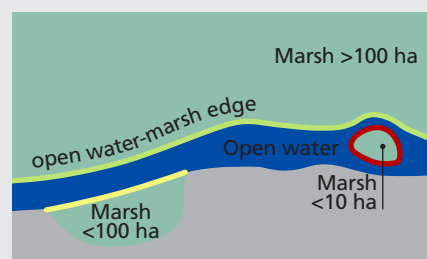 Marsh >100 ha
open water-marsh edge
Open water
Marsh
<10 ha
Marsh
<100 ha